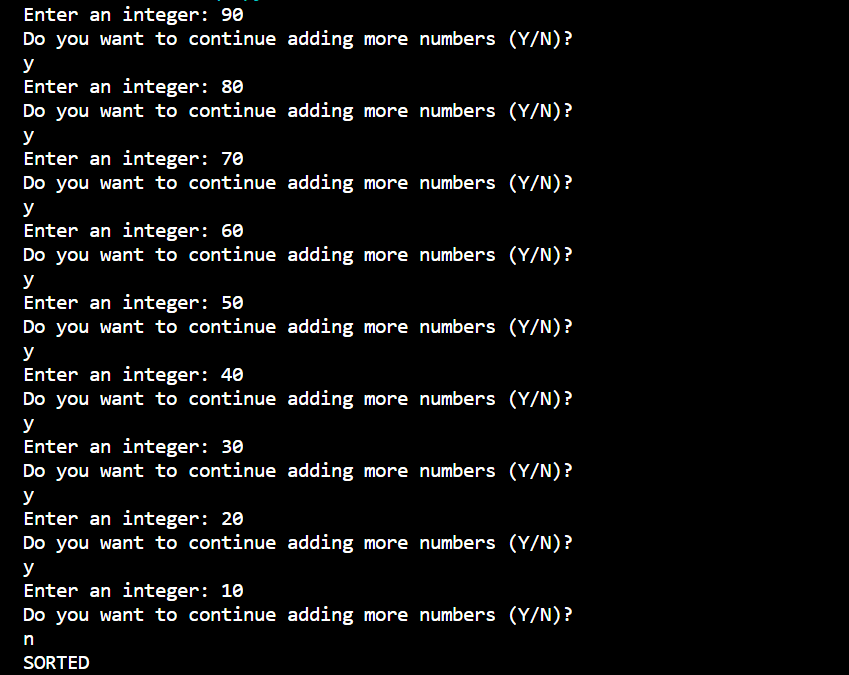 Enter an integer: 90
Do you want to continue adding more numbers (Y/N)?
y
Enter an integer: 80
Do you want to continue adding more numbers (Y/N)?
y
Enter an integer: 70
Do you want to continue adding more numbers (Y/N)?
y
Enter an integer: 60
Do you want to continue adding more numbers (Y/N)?
y
Enter an integer: 50
Do you want to continue adding more numbers (Y/N)?
y
Enter an integer: 40
Do you want to continue adding more numbers (Y/N)?
y
Enter an integer: 30
Do you want to continue adding more numbers (Y/N)?
y
Enter an integer: 20
Do you want to continue adding more numbers (Y/N)?
y
Enter an integer: 10
Do you want to continue adding more numbers (Y/N)?
n
SORTED